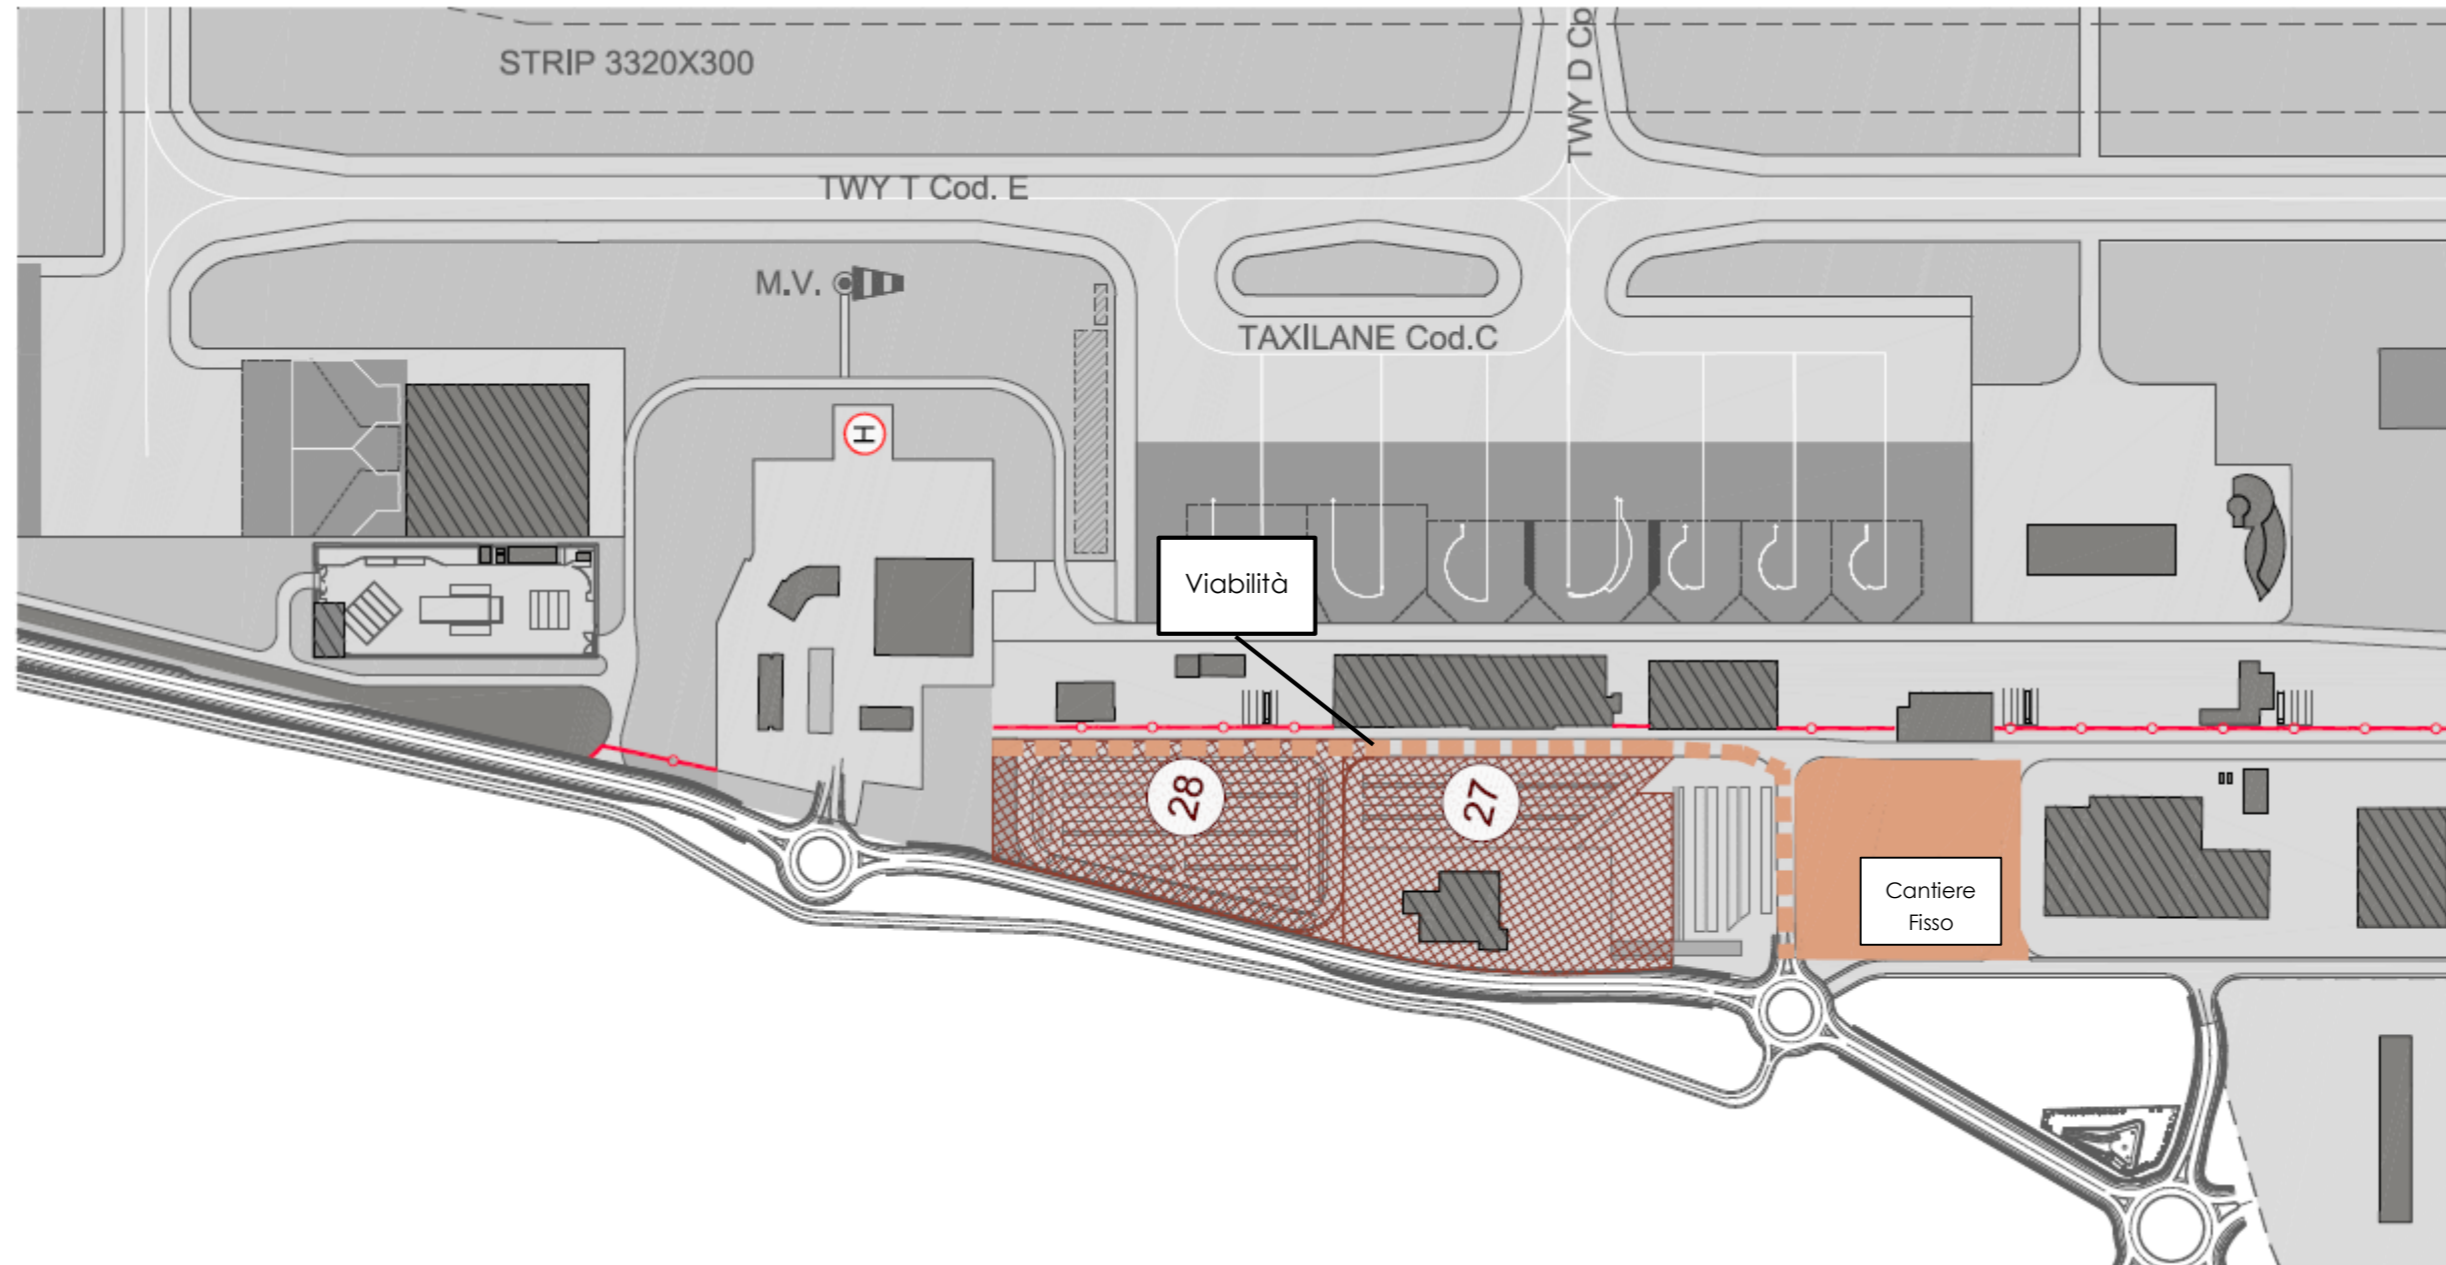 STRIP 3320X300
TWY D Co
TWY T Cod. E
M.V.
TAXILANE Cod.C
H
Viabilità
28
27
Cantiere
Fisso